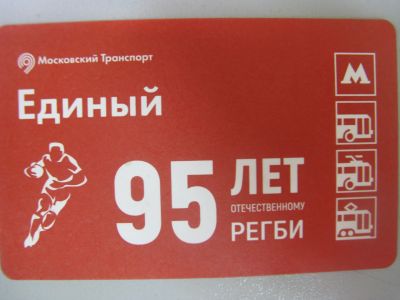 Московский Транспорт
Единый
М
95 ЛЕТ
ОТЕЧЕСТВЕННОМУ
РЕГБИ